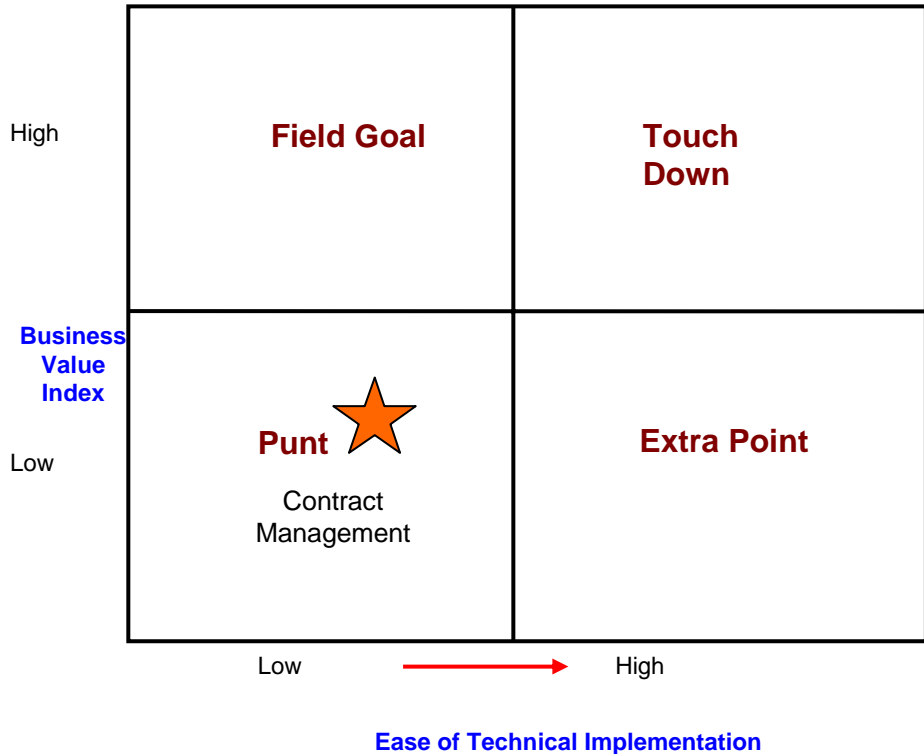 High
Field Goal
Touch
Down
Business
Value
Index
Low
Punt
Extra Point
Contract
Management
Low
High
Ease of Technical Implementation